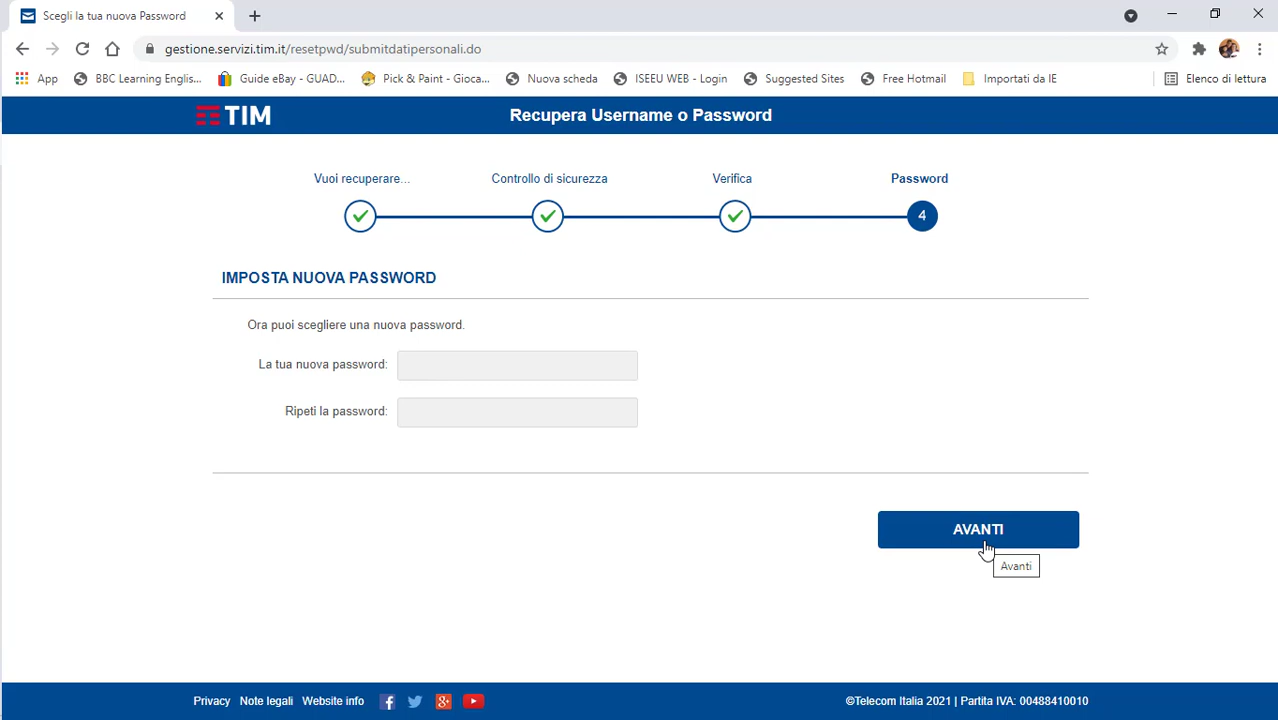 Scegli la tua nuova Password
gestione.servizi.tim.it/resetpwd/submitdatipersonali.do
App BBC Learning Englis... Guide eBay - GUAD... Pick & Paint - Gioca... Nuova scheda ISEEU WEB - Login Suggested Sites Free Hotmail Importati da IE Elenco di lettura
TIM Recupera Username o Password
Vuoi recuperare... Controllo di sicurezza Verifica Password
4
IMPOSTA NUOVA PASSWORD
Ora puoi scegliere una nuova password.
La tua nuova password:
Ripeti la password:
AVANTI
Avanti
Privacy Note legali Website info ©Telecom Italia 2021 | Partita IVA: 00488410010